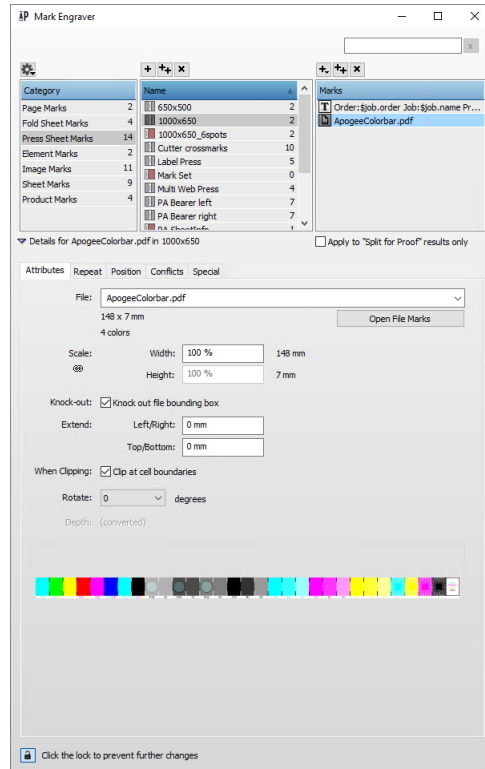 Mark Engraver
Category
Page Marks 2
Fold Sheet Marks 4
Press Sheet Marks 14
Element Marks 2
Image Marks 11
Sheet Marks 9
Product Marks 4
Name
650x500 2
1000x650 2
1000x650_6spots 2
Cutter crossmarks 10
Label Press 5
Mark Set 0
Multi Web Press 4
PA Bearer left 7
PA Bearer right 7
PA SheetInfo 1
Marks
Order:$job.order Job:$job.name Pr...
ApogeeColorbar.pdf
Details for ApogeeColorbar.pdf in 1000x650
Apply to "Split for Proof" results only
Attributes Repeat Position Conflicts Special
File: ApogeeColorbar.pdf
148 x 7 mm
Open File Marks
4 colors
Scale: Width: 100 % 148 mm
Height: 100 % 7 mm
Knock-out: Knock out file bounding box
Extend: Left/Right: 0 mm
Top/Bottom: 0 mm
When Clipping: Clip at cell boundaries
Rotate: 0 degrees
Depth: (converted)
Click the lock to prevent further changes